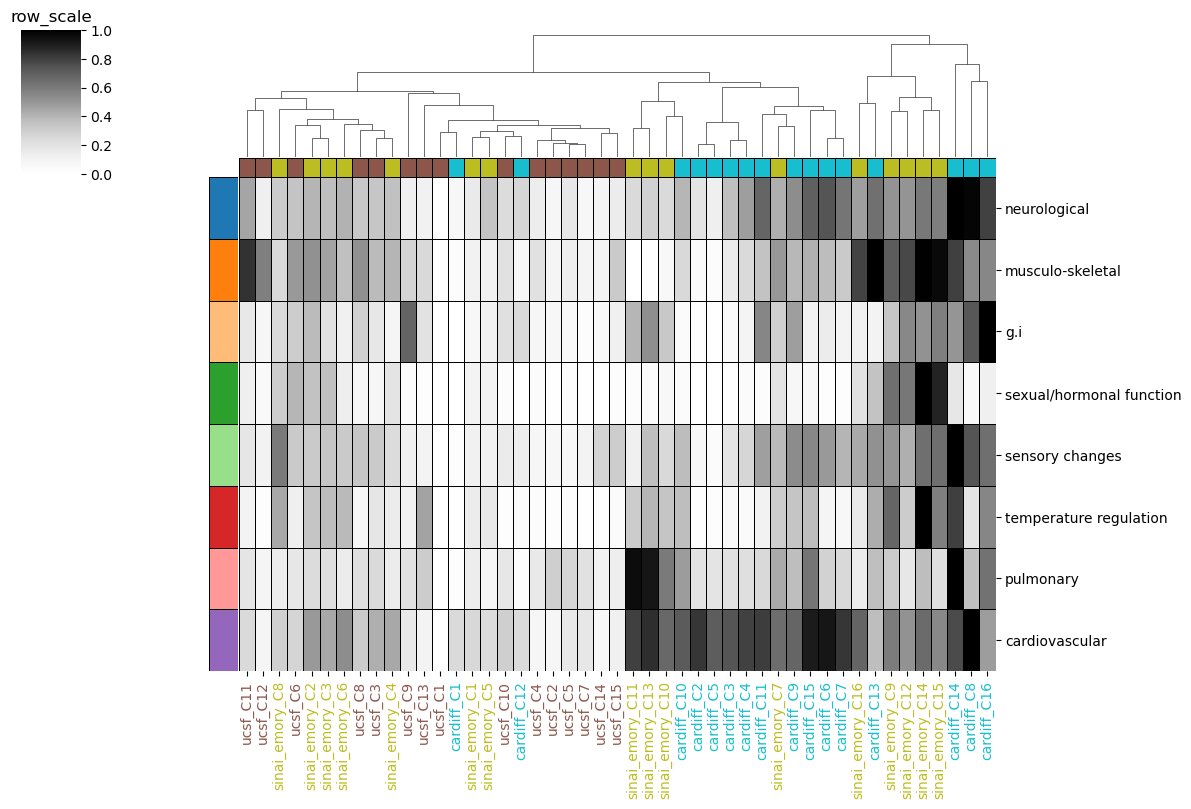 row_scale
1.0
0.8
0.6
0.4
0.2
0.0
neurological
musculo-skeletal
g.i
sexual/hormonal function
sensory changes
temperature regulation
pulmonary
cardiovascular
ucsf_C11
ucsf_C12
sinai_emory_C8
ucsf_C6
sinai_emory_C2
sinai_emory_C3
sinai_emory_C6
ucsf_C8
ucsf_C3
sinai_emory_C4
ucsf_C9
ucsf_C13
ucsf_C1
cardiff_C1
sinai_emory_C1
sinai_emory_C5
ucsf_C10
cardiff_C12
ucsf_C4
ucsf_C2
ucsf_C5
ucsf_C7
ucsf_C14
ucsf_C15
sinai_emory_C11
sinai_emory_C13
sinai_emory_C10
cardiff_C10
cardiff_C2
cardiff_C5
cardiff_C3
cardiff_C4
cardiff_C11
sinai_emory_C7
cardiff_C9
cardiff_C15
cardiff_C6
cardiff_C7
sinai_emory_C16
cardiff_C13
sinai_emory_C9
sinai_emory_C12
sinai_emory_C14
sinai_emory_C15
cardiff_C14
cardiff_C8
cardiff_C16